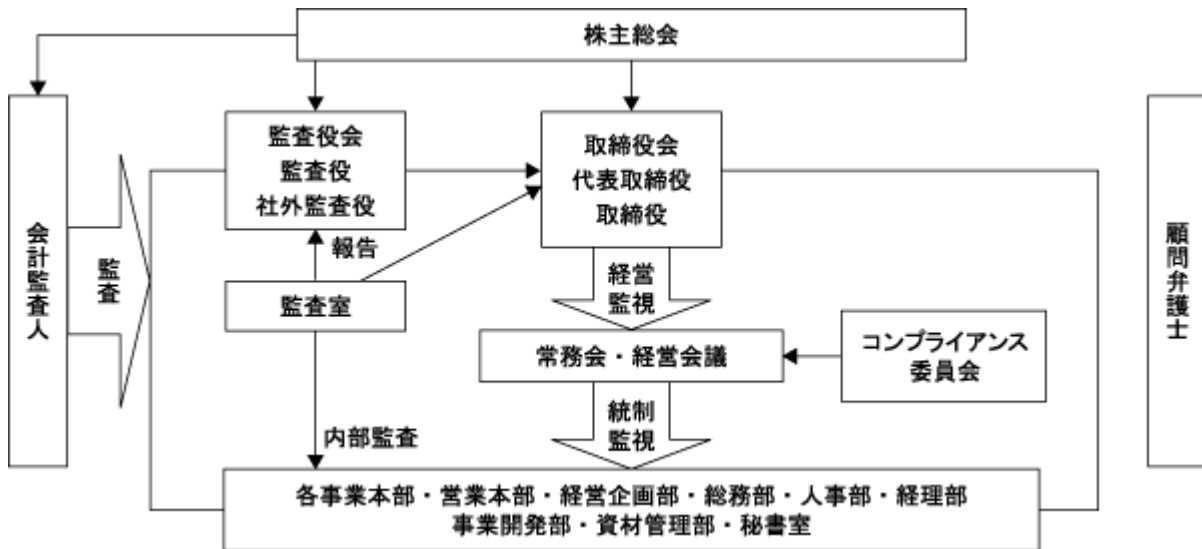 株主総会
監査役会
監査役
社外監査役
取締役会
代表取締役
取締役
会計監査人
監査
報告
監査室
経営
監視
顧問弁護士
常務会・経営会議
コンプライアンス
委員会
統制
監視
内部監査
各事業本部・営業本部・経営企画部・総務部・人事部・経理部
事業開発部・資材管理部・秘書室